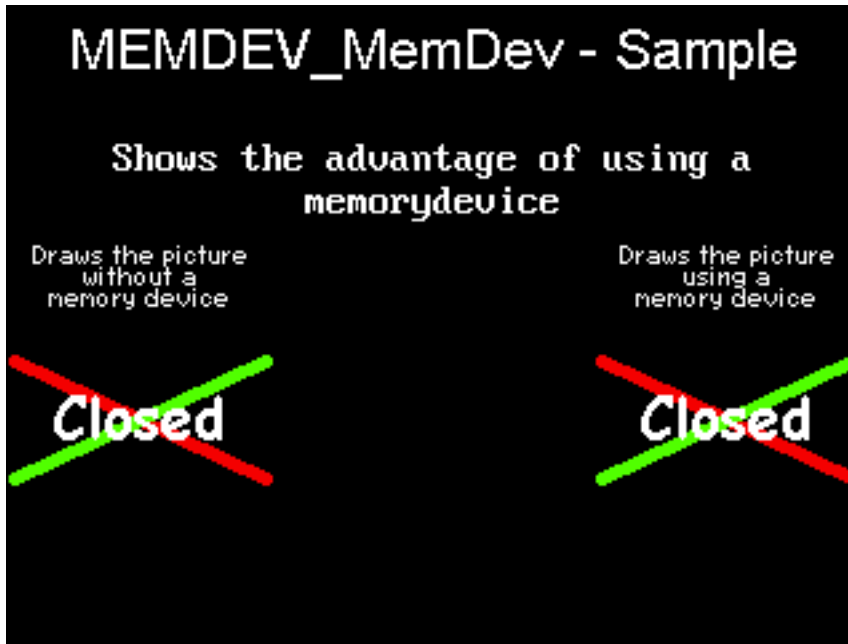 MEMDEV_MemDev - Sample
Shows the advantage of using a
memorydevice
Draws the picture
without a
memory device
Draws the picture
using a
memory device
Closed
Closed